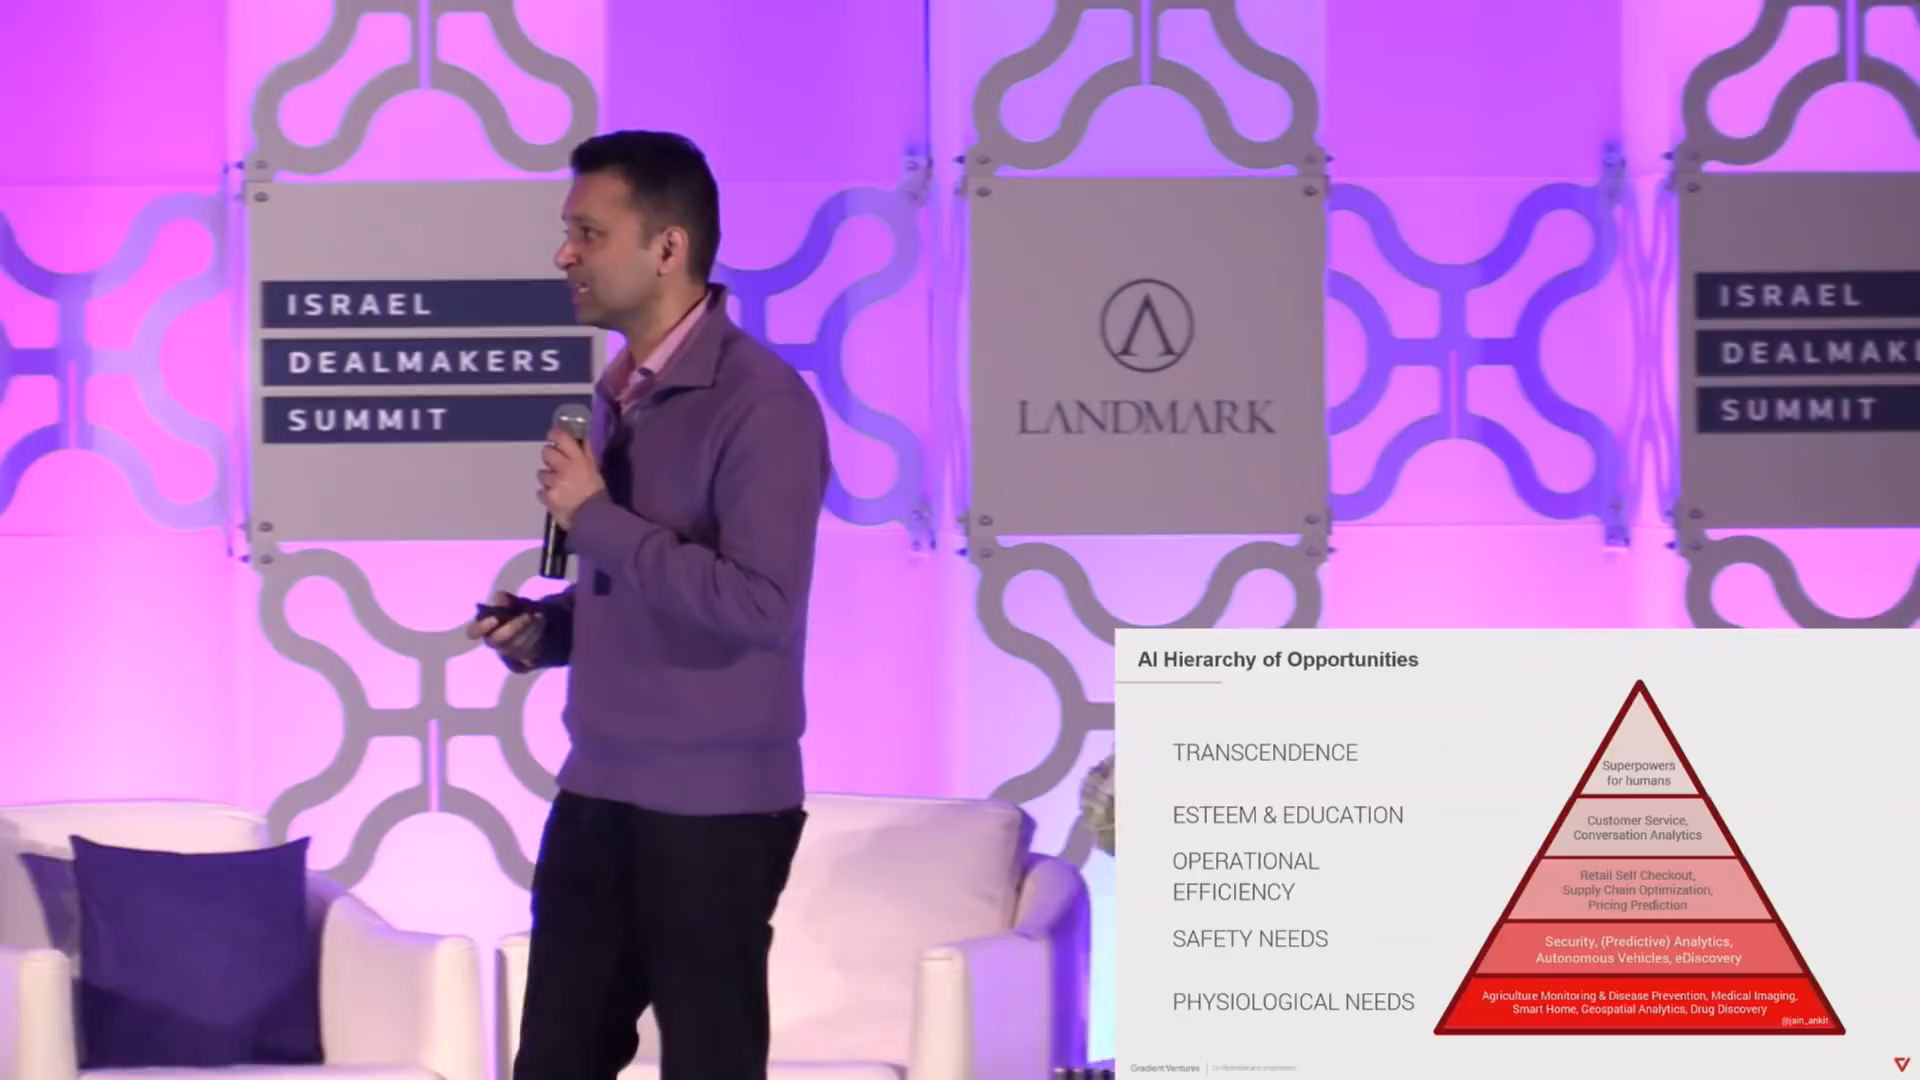 ISRAEL
DEALMAKERS
SUMMIT
LANDMARK
ISRAEL
DEALMAK
SUMMIT
AI Hierarchy of Opportunities
TRANSCENDENCE
ESTEEM & EDUCATION
OPERATIONAL
EFFICIENCY
SAFETY NEEDS
PHYSIOLOGICAL NEEDS
Superpowers
for humans
Customer Service,
Conversation Analytics
Retail Self Checkout,
Supply Chain Optimization,
Pricing Prediction
Security, (Predictive) Analytics,
Autonomous Vehicles, eDiscovery
Agriculture Monitoring & Disease Prevention, Medical Imaging,
Smart Home, Geospatial Analytics, Drug Discovery
@jain_ankit
Gradient Ventures